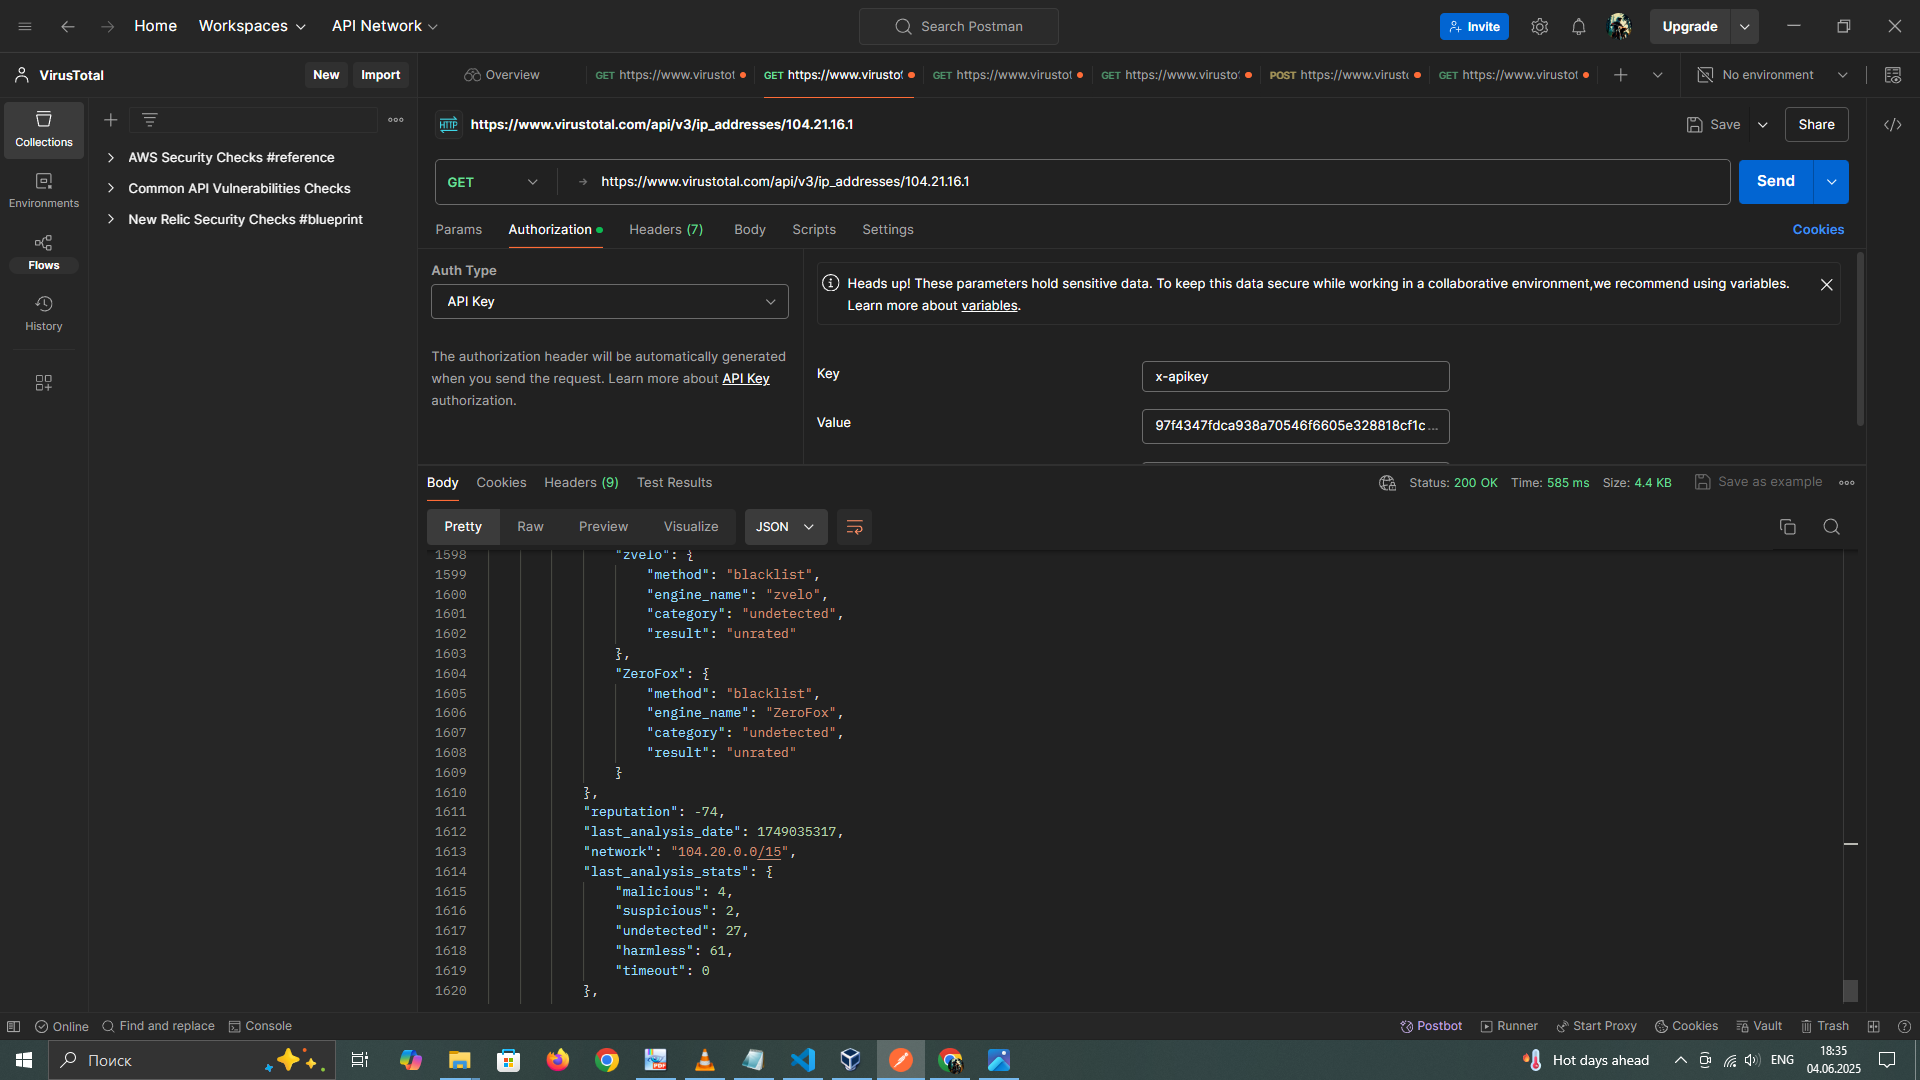 Home
Workspaces
API Network
Search Postman
Invite
Upgrade
VirusTotal
New
Import
Overview
GET https://www.virustot
GET https://www.virustot
GET https://www.virustot
GET https://www.virustot
POST https://www.virust
GET https://www.virustot
No environment
Collections
Environments
Flows
History
AWS Security Checks #reference
Common API Vulnerabilities Checks
New Relic Security Checks #blueprint
HTTP
https://www.virustotal.com/api/v3/ip_addresses/104.21.16.1
Save
Share
GET
https://www.virustotal.com/api/v3/ip_addresses/104.21.16.1
Send
Params
Authorization
Headers (7)
Body
Scripts
Settings
Cookies
Auth Type
API Key
The authorization header will be automatically generated
when you send the request. Learn more about API Key
authorization.
Heads up! These parameters hold sensitive data. To keep this data secure while working in a collaborative environment,we recommend using variables.
Learn more about variables.
Key
x-apikey
Value
97f4347fdca938a70546f6605e328818cf1c...
Body
Cookies
Headers (9)
Test Results
Status: 200 OK
Time: 585 ms
Size: 4.4 KB
Save as example
Pretty
Raw
Preview
Visualize
JSON
1598 "zvelo": {
1599 "method": "blacklist",
1600 "engine_name": "zvelo",
1601 "category": "undetected",
1602 "result": "unrated"
1603 },
1604 "ZeroFox": {
1605 "method": "blacklist",
1606 "engine_name": "ZeroFox",
1607 "category": "undetected",
1608 "result": "unrated"
1609 }
1610 },
1611 "reputation": -74,
1612 "last_analysis_date": 1749035317,
1613 "network": "104.20.0.0/15",
1614 "last_analysis_stats": {
1615 "malicious": 4,
1616 "suspicious": 2,
1617 "undetected": 27,
1618 "harmless": 61,
1619 "timeout": 0
1620 },
Online
Find and replace
Console
Postbot
Runner
Start Proxy
Cookies
Vault
Trash
Поиск
Hot days ahead
ENG
18:35
04.06.2025